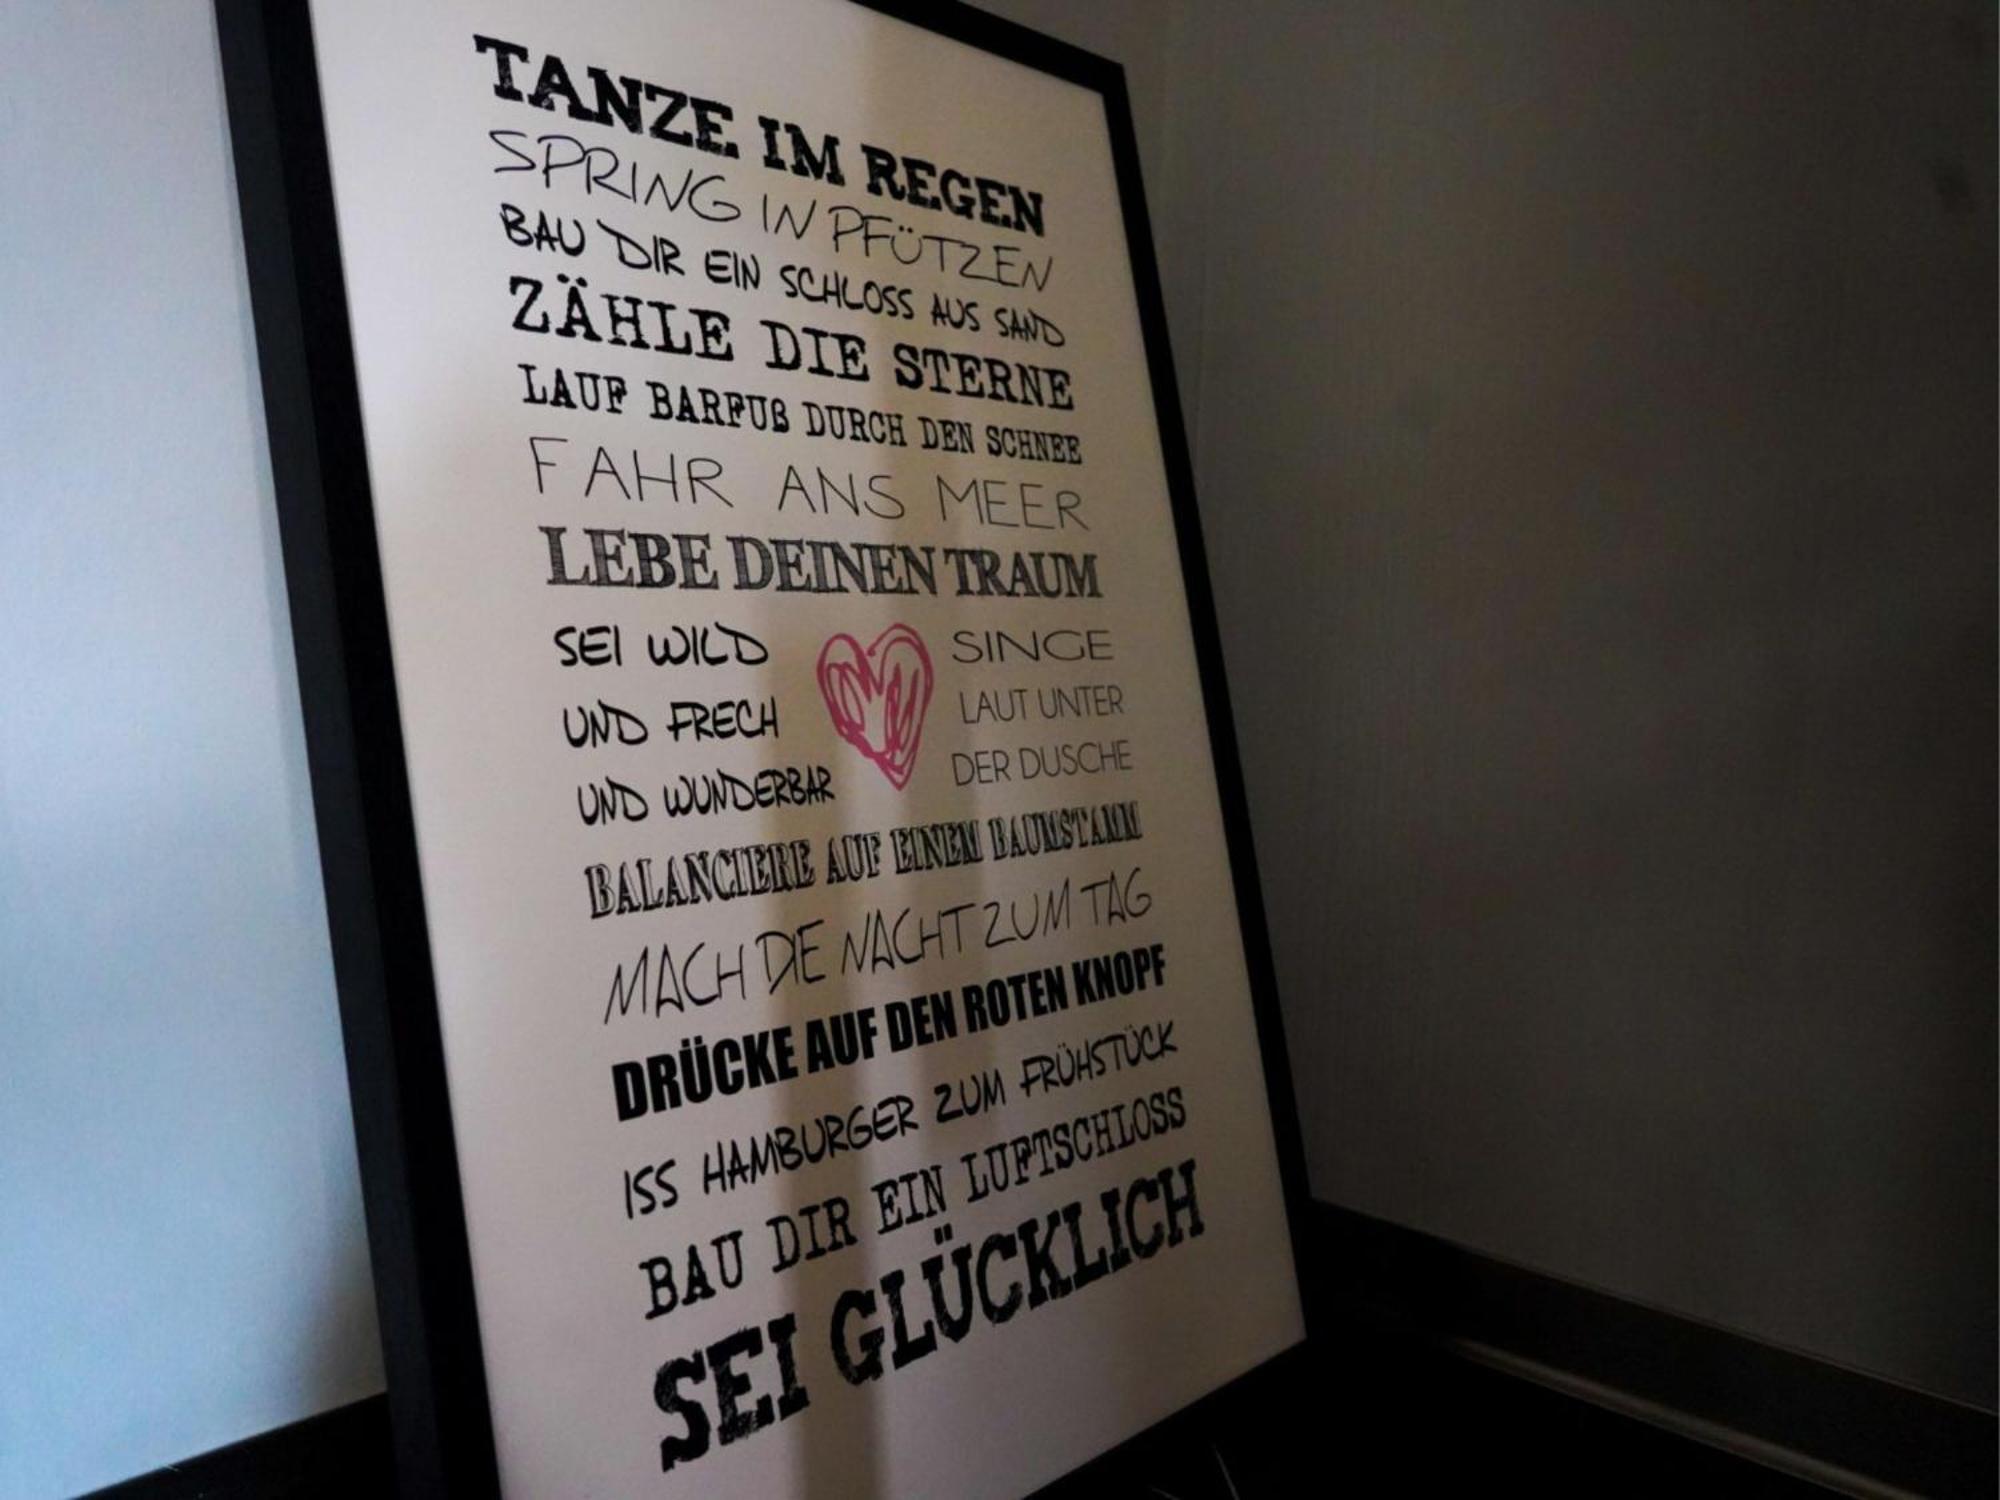 TANZE IM REGEN
SPRING IN PFÜTZEN
BAU DIR EIN SCHLOSS AUS SAND
ZÄHLE DIE STERNE
LAUF BARFUß DURCH DEN SCHNEE
FAHR ANS MEER
LEBE DEINEN TRAUM
SEI WILD
UND FRECH
UND WUNDERBAR
SINGE
LAUT UNTER
DER DUSCHE
BALANCIERE AUF EINEM BAUMSTAMM
MACH DIE NACHT ZUM TAG
DRÜCKE AUF DEN ROTEN KNOPF
ISS HAMBURGER ZUM FRÜHSTÜCK
BAU DIR EIN LUFTSCHLOSS
SEI GLÜCKLICH